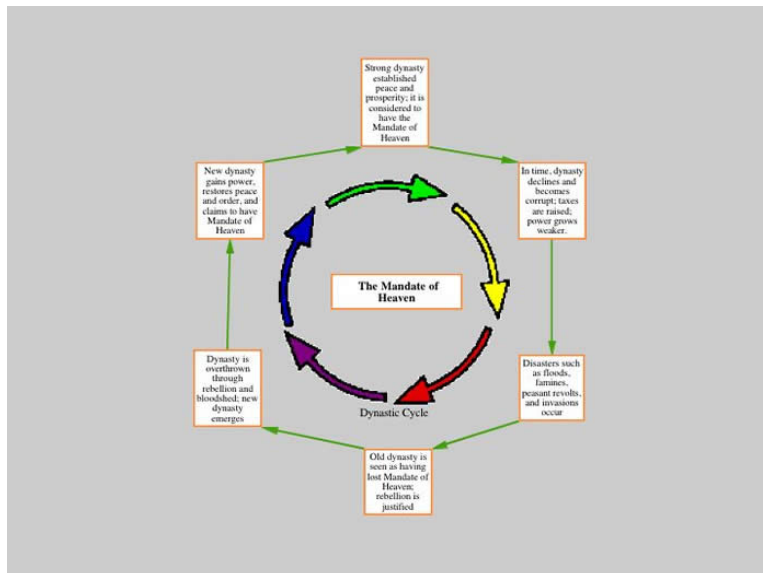 Strong dynasty
established
peace and
prosperity; it is
considered to
have the
Mandate of
Heaven
New dynasty
gains power,
restores peace
and order, and
claims to have
Mandate of
Heaven
In time, dynasty
declines and
becomes
corrupt; taxes
are raised;
power grows
weaker.
The Mandate of
Heaven
Dynasty is
overthrown
through
rebellion and
bloodshed; new
dynasty
emerges
Disasters such
as floods,
famines,
peasant revolts,
and invasions
occur
Dynastic Cycle
Old dynasty is
seen as having
lost Mandate of
Heaven;
rebellion is
justified